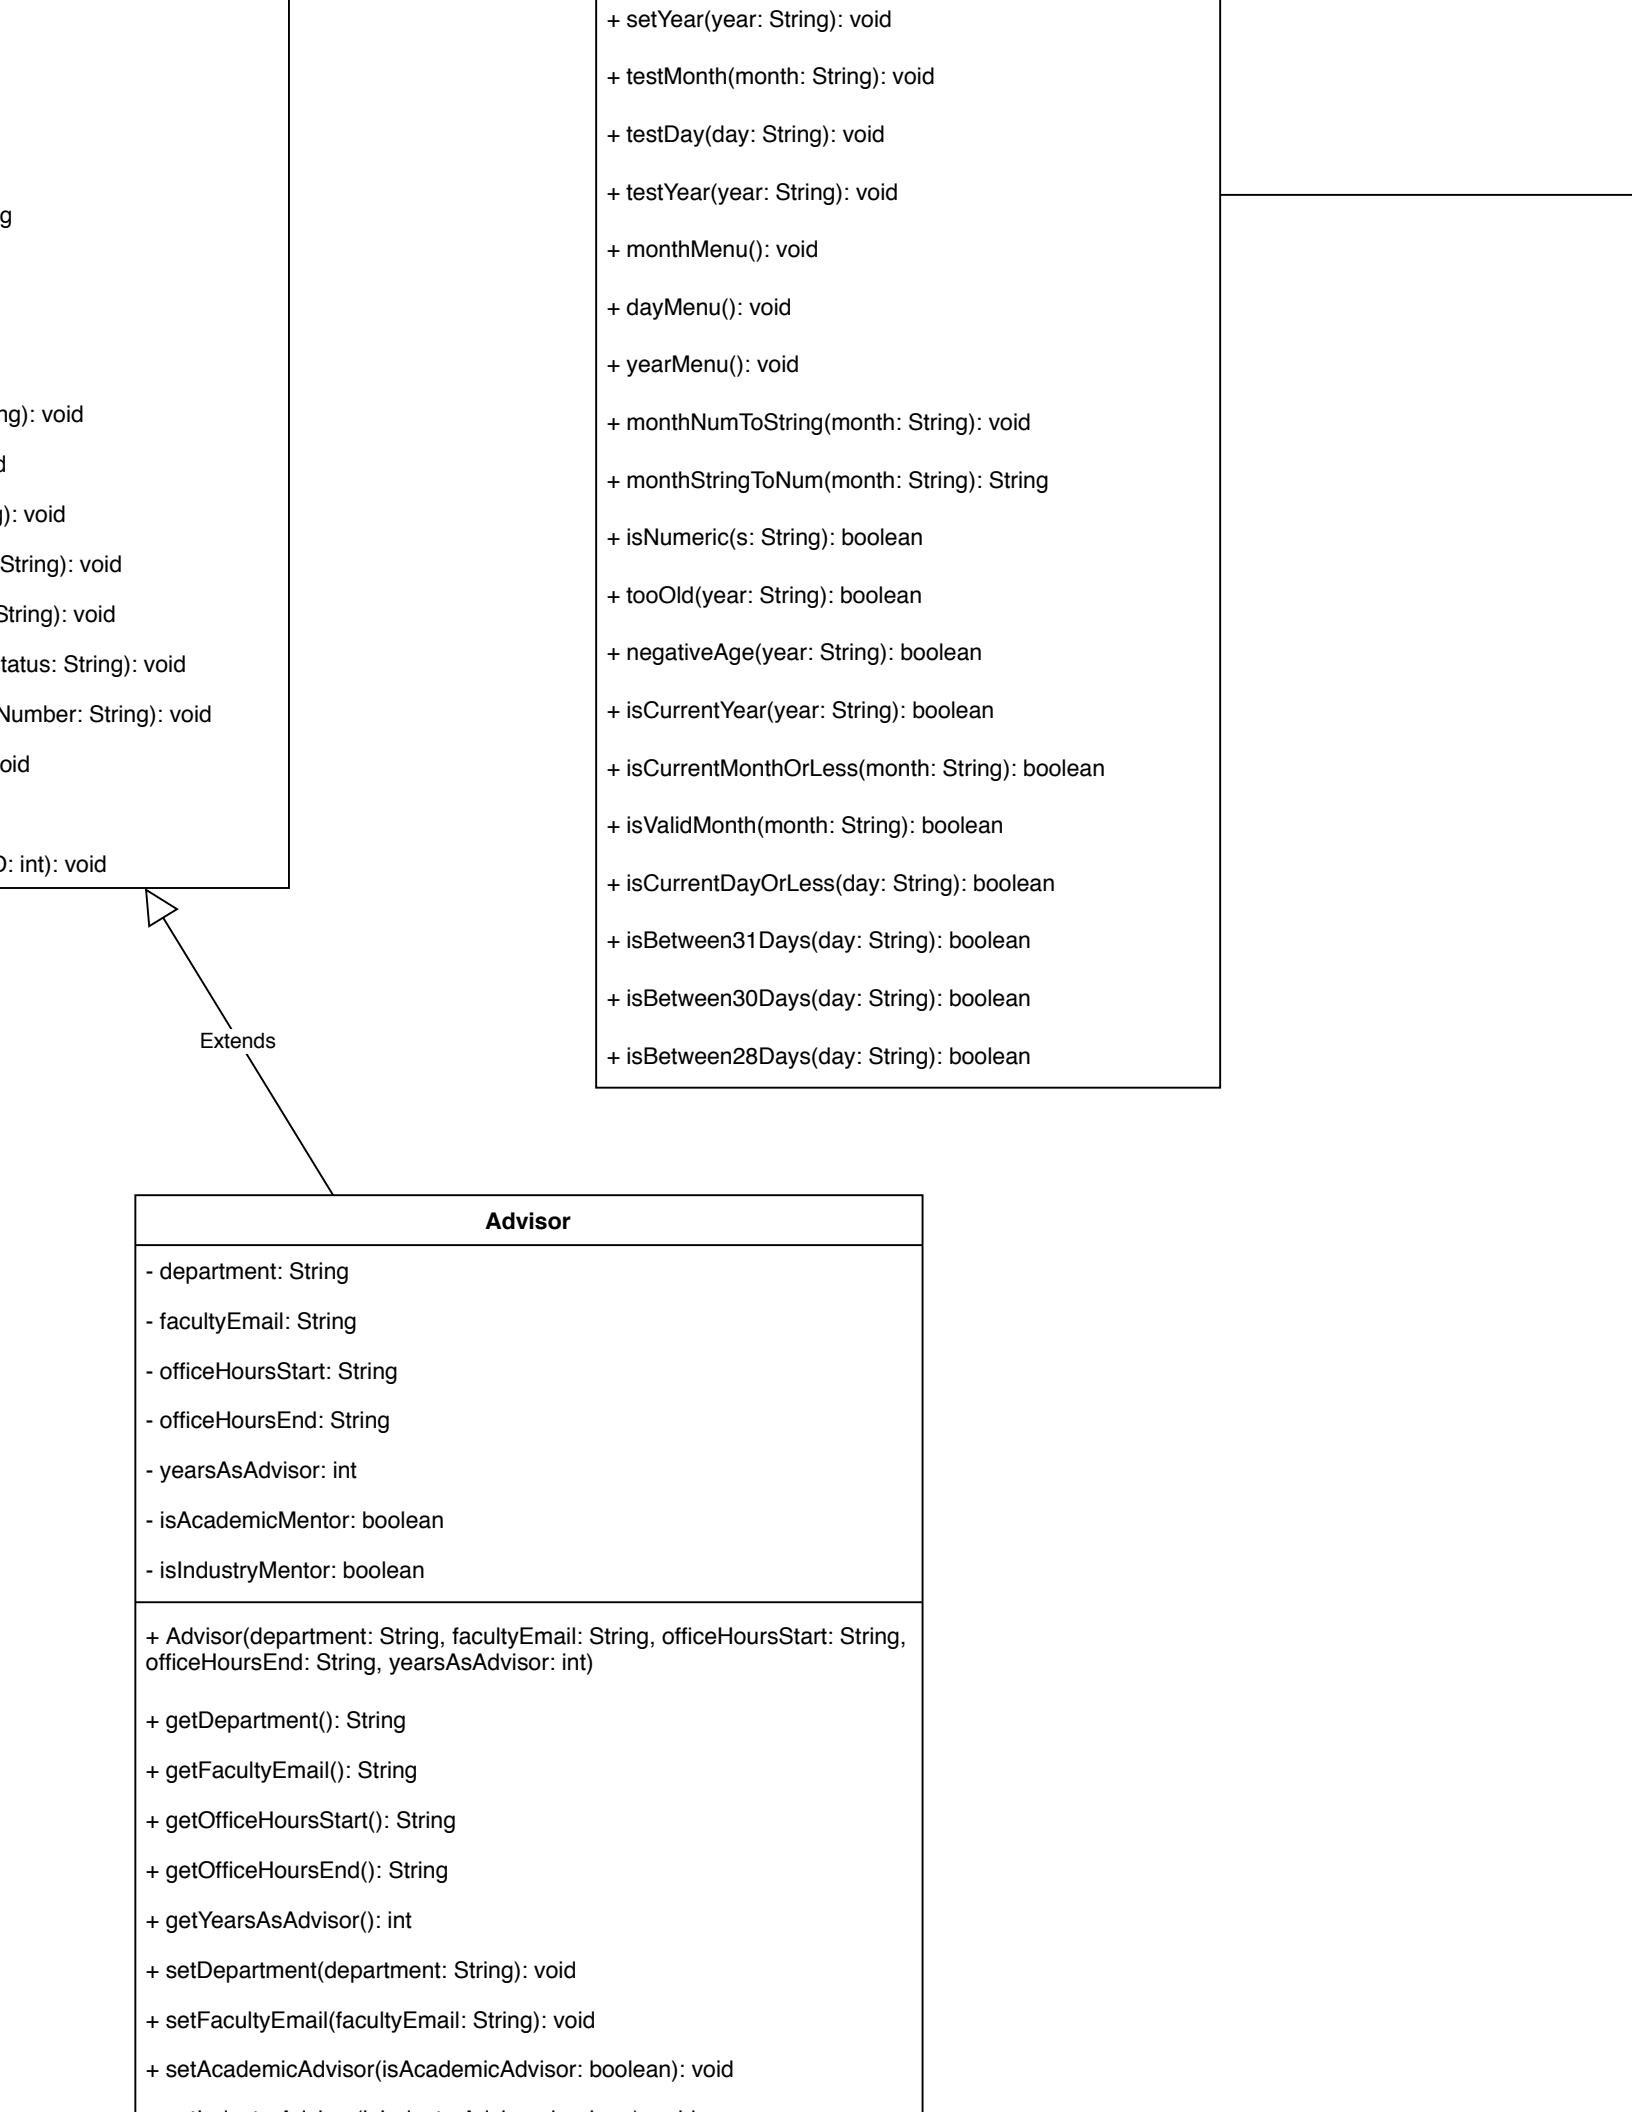 g
ng): void
d
g): void
String): void
String): void
tatus: String): void
Number: String): void
oid
D: int): void
+ setYear(year: String): void
+ testMonth(month: String): void
+ testDay(day: String): void
+ testYear(year: String): void
+ monthMenu(): void
+ dayMenu(): void
+ yearMenu(): void
+ monthNumToString(month: String): void
+ monthStringToNum(month: String): String
+ isNumeric(s: String): boolean
+ tooOld(year: String): boolean
+ negativeAge(year: String): boolean
+ isCurrentYear(year: String): boolean
+ isCurrentMonthOrLess(month: String): boolean
+ isValidMonth(month: String): boolean
+ isCurrentDayOrLess(day: String): boolean
+ isBetween31Days(day: String): boolean
+ isBetween30Days(day: String): boolean
+ isBetween28Days(day: String): boolean
Extends
Advisor
- department: String
- facultyEmail: String
- officeHoursStart: String
- officeHoursEnd: String
- yearsAsAdvisor: int
- isAcademicMentor: boolean
- isIndustryMentor: boolean
+ Advisor(department: String, facultyEmail: String, officeHoursStart: String,
officeHoursEnd: String, yearsAsAdvisor: int)
+ getDepartment(): String
+ getFacultyEmail(): String
+ getOfficeHoursStart(): String
+ getOfficeHoursEnd(): String
+ getYearsAsAdvisor(): int
+ setDepartment(department: String): void
+ setFacultyEmail(facultyEmail: String): void
+ setAcademicAdvisor(isAcademicAdvisor: boolean): void